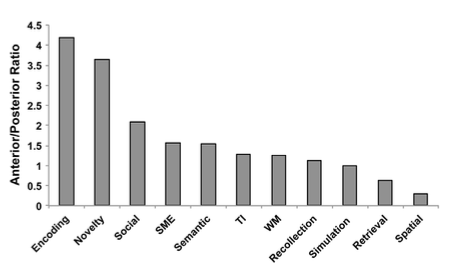 Anterior/Posterior Ratio
4.5
4
3.5
3
2.5
2
1.5
1
0.5
0
Encoding
Novelty
Social
SME
Semantic
TI
WM
Recollection
Simulation
Retrieval
Spatial